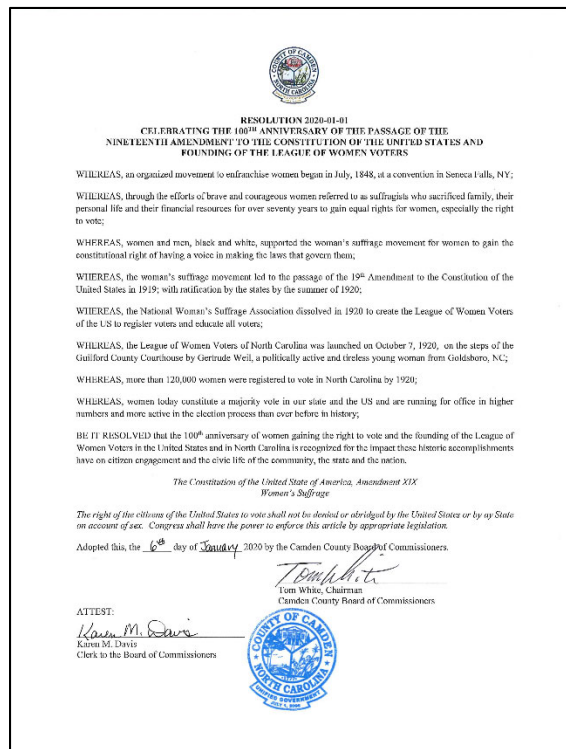 COUNTY OF CAMDEN
NORTH CAROLINA
RESOLUTION 2020-01-01
CELEBRATING THE 100TH ANNIVERSARY OF THE PASSAGE OF THE
NINETEENTH AMENDMENT TO THE CONSTITUTION OF THE UNITED STATES AND
FOUNDING OF THE LEAGUE OF WOMEN VOTERS
WHEREAS, an organized movement to enfranchise women began in July, 1848, at a convention in Seneca Falls, NY;
WHEREAS, through the efforts of brave and courageous women referred to as suffragists who sacrificed family, their
personal life and their financial resources for over seventy years to gain equal rights for women, especially the right
to vote;
WHEREAS, women and men, black and white, supported the woman's suffrage movement for women to gain the
constitutional right of having a voice in making the laws that govern them;
WHEREAS, the woman's suffrage movement led to the passage of the 19th Amendment to the Constitution of the
United States in 1919; with ratification by the states by the summer of 1920;
WHEREAS, the National Woman's Suffrage Association dissolved in 1920 to create the League of Women Voters
of the US to register voters and educate all voters;
WHEREAS, the League of Women Voters of North Carolina was launched on October 7, 1920, on the steps of the
Guilford County Courthouse by Gertrude Weil, a politically active and tireless young woman from Goldsboro, NC;
WHEREAS, more than 120,000 women were registered to vote in North Carolina by 1920;
WHEREAS, women today constitute a majority vote in our state and the US and are running for office in higher
numbers and more active in the election process than ever before in history;
BE IT RESOLVED that the 100th anniversary of women gaining the right to vote and the founding of the League of
Women Voters in the United States and in North Carolina is recognized for the impact these historic accomplishments
have on citizen engagement and the civic life of the community, the state and the nation.
The Constitution of the United State of America, Amendment XIX
Women's Suffrage
The right of the citizens of the United States to vote shall not be denied or abridged by the United States or by ay State
on account of sex. Congress shall have the power to enforce this article by appropriate legislation.
Adopted this, the 6th day of January 2020 by the Camden County Board of Commissioners.
Tom White
Tom White, Chairman
Camden County Board of Commissioners
ATTEST:
Karen M. Davis
Karen M. Davis
Clerk to the Board of Commissioners
COUNTY OF CAMDEN
NORTH CAROLINA
UNIFIED GOVERNMENT